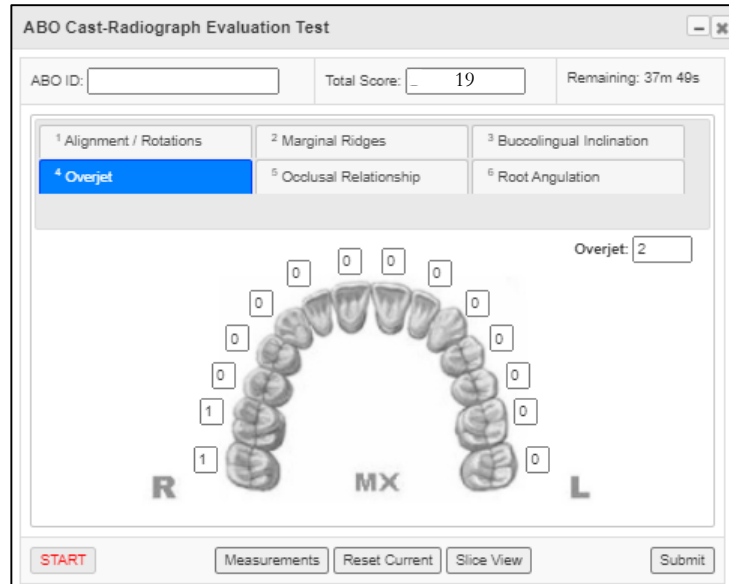 ABO Cast-Radiograph Evaluation Test
ABO ID: Total Score: _ 19 Remaining: 37m 49s
1 Alignment / Rotations 2 Marginal Ridges 3 Buccolingual Inclination
4 Overjet 5 Occlusal Relationship 6 Root Angulation
Overjet: 2
0 0 0 0
0 0
0 0
0 0
1 0
1 0
R MX L
START Measurements Reset Current Slice View Submit